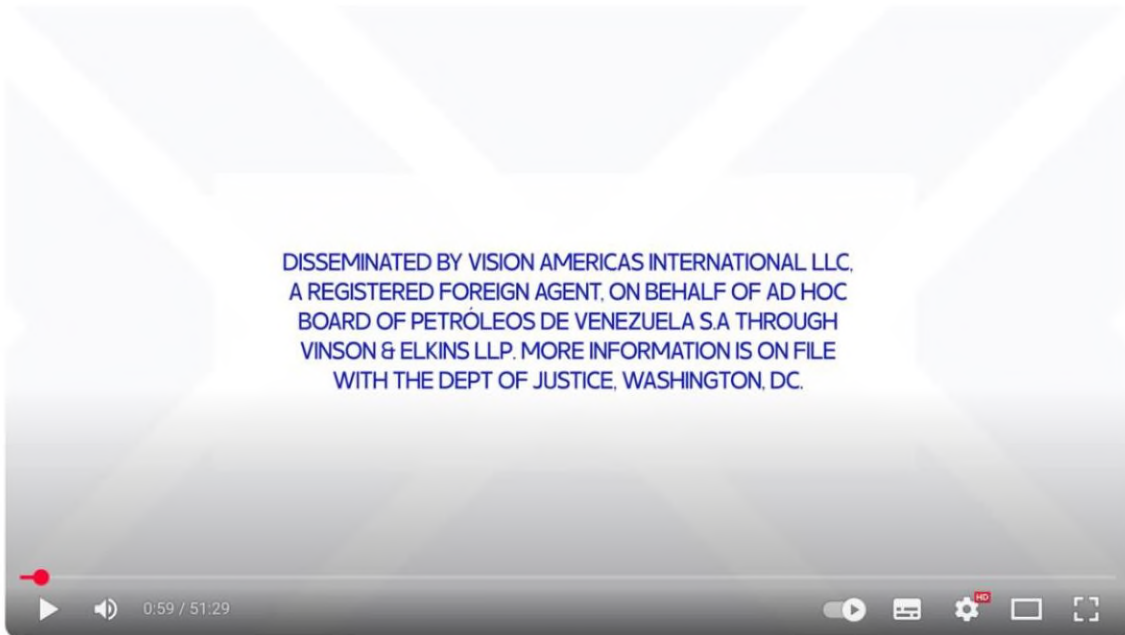 DISSEMINATED BY VISION AMERICAS INTERNATIONAL LLC,
A REGISTERED FOREIGN AGENT, ON BEHALF OF AD HOC
BOARD OF PETRÓLEOS DE VENEZUELA S.A THROUGH
VINSON & ELKINS LLP. MORE INFORMATION IS ON FILE
WITH THE DEPT OF JUSTICE, WASHINGTON, DC.
0:59 / 51:29
HD